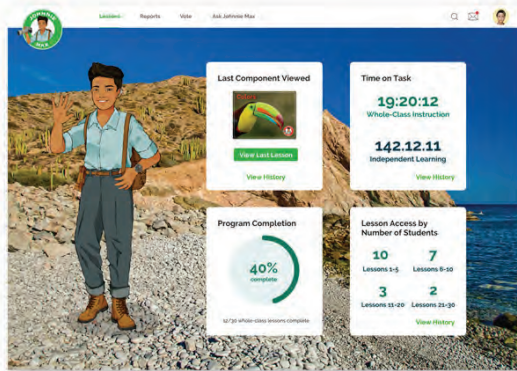 JOHNNIE
MAX
Lessons
Reports
Vote
Ask Johnnie Max
Last Component Viewed
View Last Lesson
View History
Time on Task
19:20:12
Whole-Class Instruction
142.12.11
Independent Learning
View History
Program Completion
40%
complete
12/30 whole-class lessons complete
Lesson Access by
Number of Students
10
Lessons 1-5
7
Lessons 6-10
3
Lessons 11-20
2
Lessons 21-30
View History